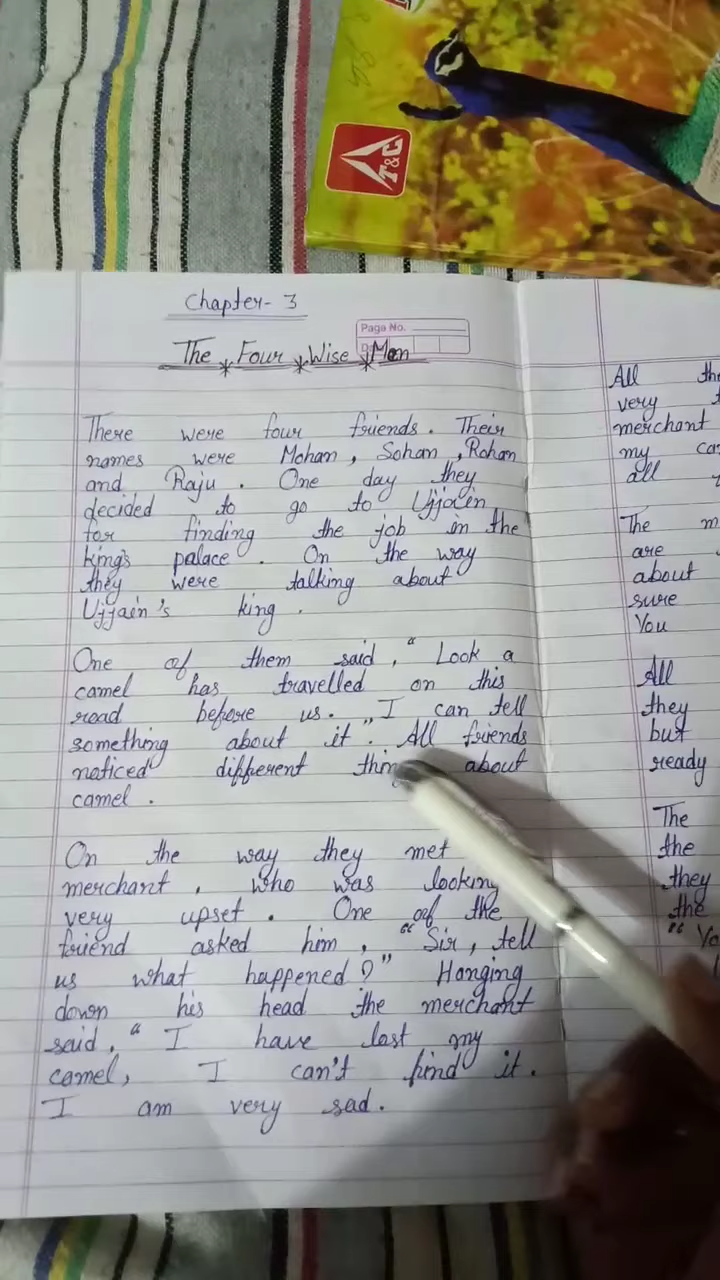 T&C
Chapter- 3
Page No.
The Four Wise Men
There were four friends. Their
names were Mohan, Sohan, Rohan
and Raju. One day they
decided to go to Ujjain
for finding the job in the
king's palace. On the way
they were talking about
Ujjain's king.
One of them said, "Look a
camel has travelled on this
road before us. "I can tell
something about it". All friends
noticed different thing about
camel.
On the way they met
merchant. who was looking
very upset. One of the
friend asked him, "Sir, tell
us what happened?" Hanging
down his head the merchant
said, "I have lost my
camel, I can't find it.
I am very sad.
All the
very
merchant
my
all
The
are
about
sure
You
All
they
but
ready
The
the
they
the